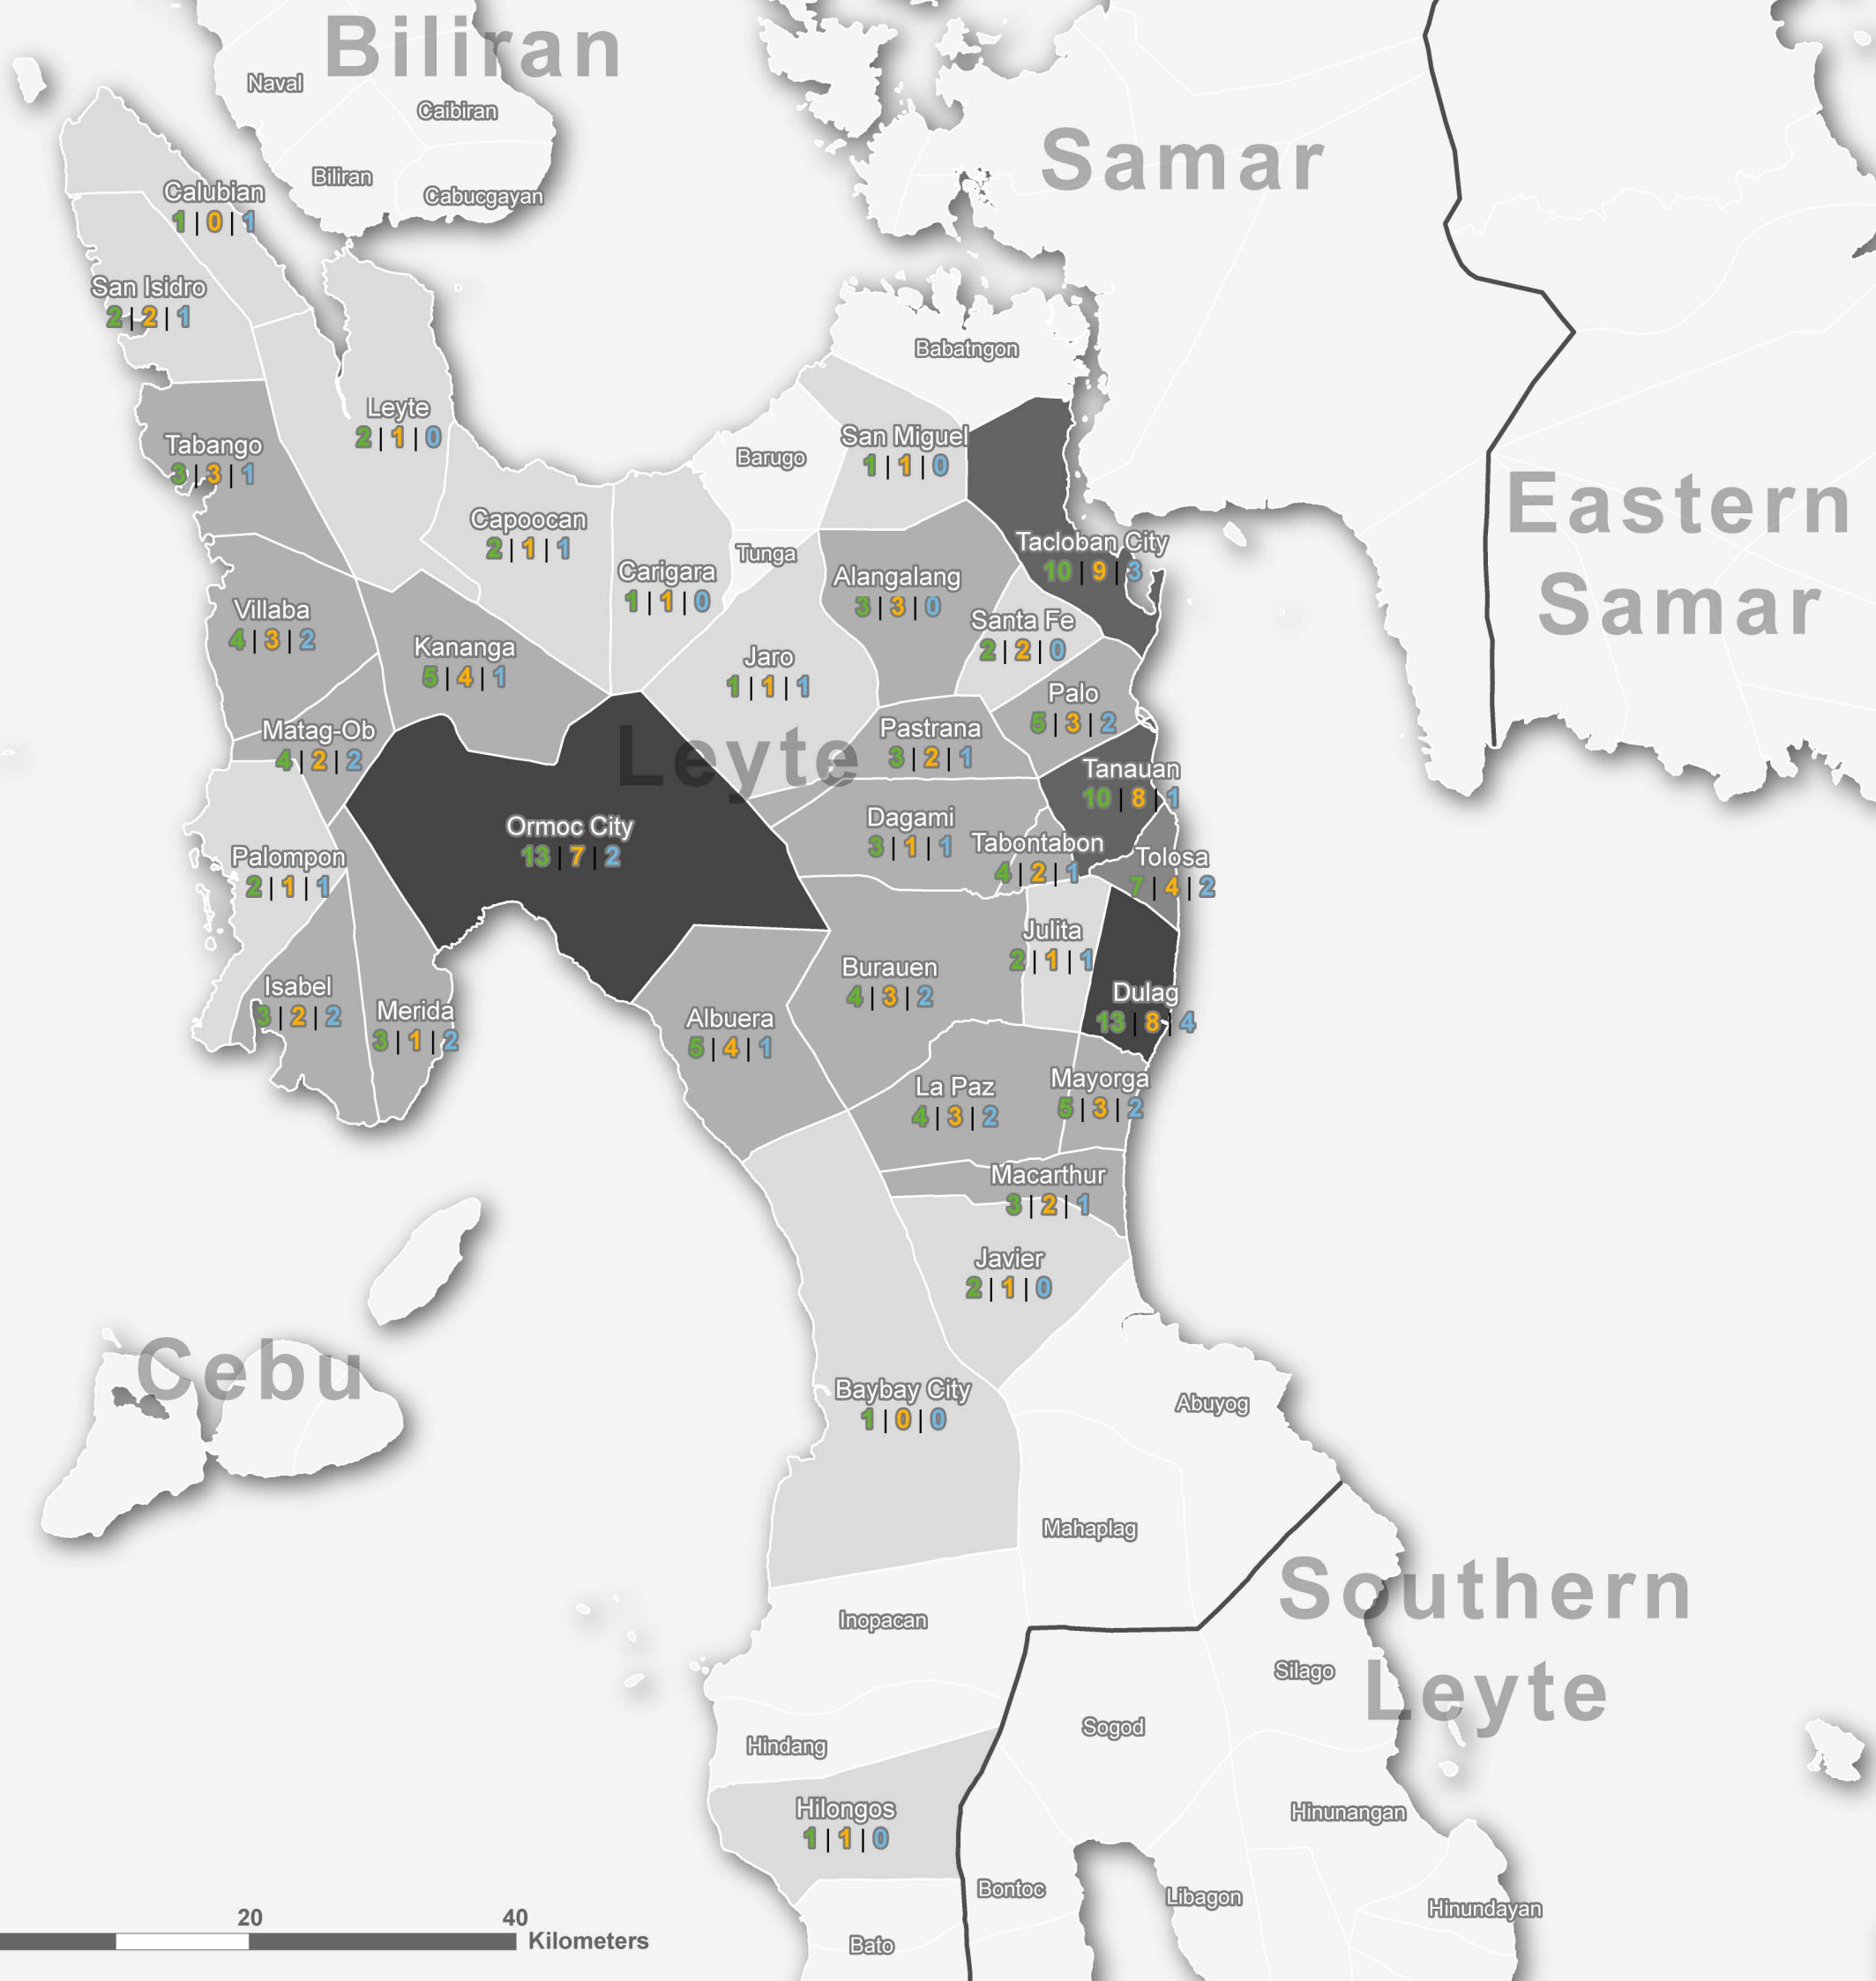 Biliran
Naval
Caibiran
Biliran
Cabucgayan
Samar
Calubian
1 | 0 | 1
San Isidro
2 | 2 | 1
Babatngon
Leyte
2 | 1 | 0
Tabango
3 | 3 | 1
San Miguel
1 | 1 | 0
Barugo
Eastern
Samar
Capoocan
2 | 1 | 1
Tunga
Tacloban City
10 | 9 | 3
Carigara
1 | 1 | 0
Alangalang
3 | 3 | 0
Villaba
4 | 3 | 2
Santa Fe
2 | 2 | 0
Kananga
5 | 4 | 1
Jaro
1 | 1 | 1
Palo
5 | 3 | 2
Matag-Ob
4 | 2 | 2
Leyte
Pastrana
3 | 2 | 1
Tanauan
10 | 8 | 1
Ormoc City
13 | 7 | 2
Dagami
3 | 1 | 1
Tabontabon
4 | 2 | 1
Tolosa
7 | 4 | 2
Palompon
2 | 1 | 1
Julita
2 | 1 | 1
Burauen
4 | 3 | 2
Isabel
3 | 2 | 2
Merida
3 | 1 | 2
Albuera
5 | 4 | 1
Dulag
13 | 8 | 4
La Paz
4 | 3 | 2
Mayorga
5 | 3 | 2
Macarthur
3 | 2 | 1
Javier
2 | 1 | 0
Cebu
Baybay City
1 | 0 | 0
Abuyog
Mahaplag
Southern
Leyte
Inopacan
Silago
Sogod
Hindang
Hilongos
1 | 1 | 0
Hinunangan
Bontoc
Libagon
Hinundayan
Bato
20
40
Kilometers